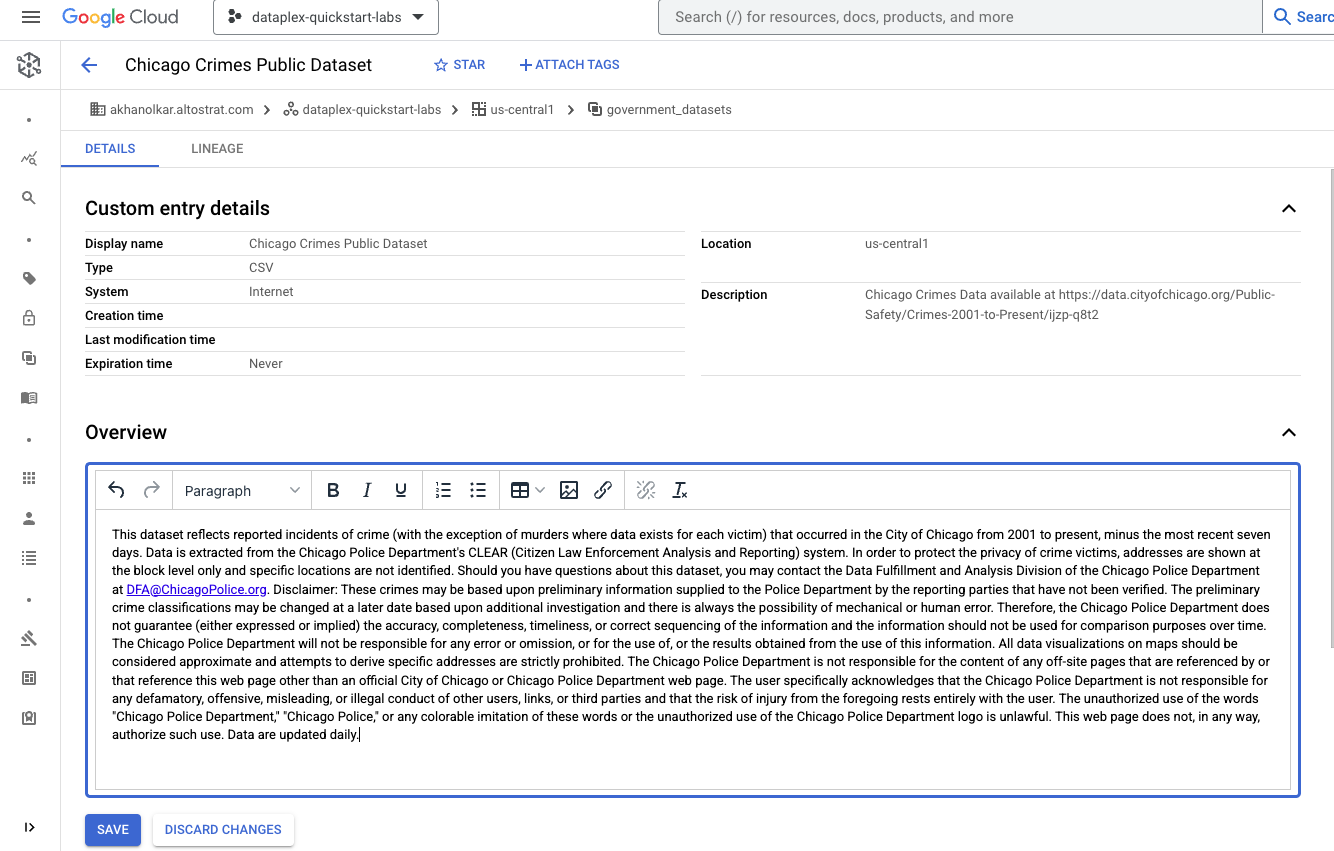 Google Cloud
dataplex-quickstart-labs
Search (/) for resources, docs, products, and more
Searc
Chicago Crimes Public Dataset
STAR
ATTACH TAGS
akhanolkar.altostrat.com
dataplex-quickstart-labs
us-central1
government_datasets
DETAILS
LINEAGE
Custom entry details
Display name Chicago Crimes Public Dataset
Type CSV
System Internet
Creation time
Last modification time
Expiration time Never
Location us-central1
Description Chicago Crimes Data available at https://data.cityofchicago.org/Public-
Safety/Crimes-2001-to-Present/ijzp-q8t2
Overview
Paragraph B I U
This dataset reflects reported incidents of crime (with the exception of murders where data exists for each victim) that occurred in the City of Chicago from 2001 to present, minus the most recent seven
days. Data is extracted from the Chicago Police Department's CLEAR (Citizen Law Enforcement Analysis and Reporting) system. In order to protect the privacy of crime victims, addresses are shown at
the block level only and specific locations are not identified. Should you have questions about this dataset, you may contact the Data Fulfillment and Analysis Division of the Chicago Police Department
at DFA@ChicagoPolice.org. Disclaimer: These crimes may be based upon preliminary information supplied to the Police Department by the reporting parties that have not been verified. The preliminary
crime classifications may be changed at a later date based upon additional investigation and there is always the possibility of mechanical or human error. Therefore, the Chicago Police Department does
not guarantee (either expressed or implied) the accuracy, completeness, timeliness, or correct sequencing of the information and the information should not be used for comparison purposes over time.
The Chicago Police Department will not be responsible for any error or omission, or for the use of, or the results obtained from the use of this information. All data visualizations on maps should be
considered approximate and attempts to derive specific addresses are strictly prohibited. The Chicago Police Department is not responsible for the content of any off-site pages that are referenced by or
that reference this web page other than an official City of Chicago or Chicago Police Department web page. The user specifically acknowledges that the Chicago Police Department is not responsible for
any defamatory, offensive, misleading, or illegal conduct of other users, links, or third parties and that the risk of injury from the foregoing rests entirely with the user. The unauthorized use of the words
"Chicago Police Department," "Chicago Police," or any colorable imitation of these words or the unauthorized use of the Chicago Police Department logo is unlawful. This web page does not, in any way,
authorize such use. Data are updated daily.
SAVE
DISCARD CHANGES